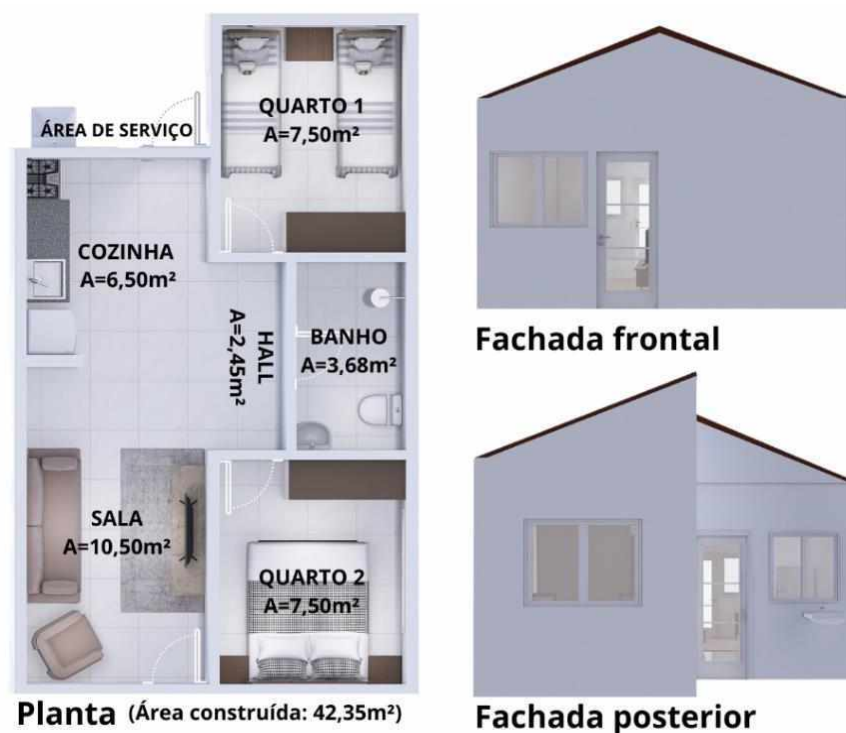 QUARTO 1
A=7,50m²
ÁREA DE SERVIÇO
COZINHA
A=6,50m²
HALL
A=2,45m²
BANHO
A=3,68m²
SALA
A=10,50m²
QUARTO 2
A=7,50m²
Planta (Área construída: 42,35m²)
Fachada frontal
Fachada posterior